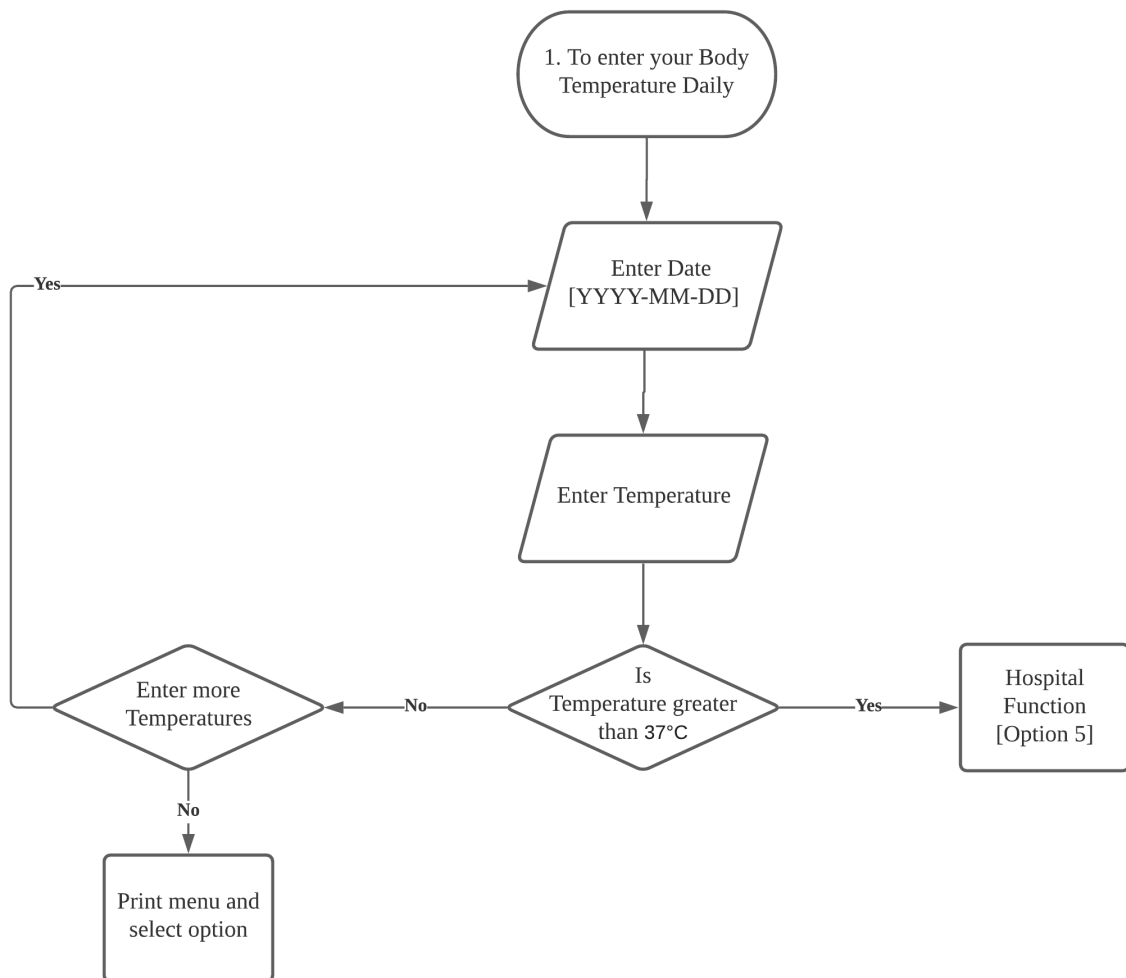 1. To enter your Body
Temperature Daily
Yes
Enter Date
[YYYY-MM-DD]
Enter Temperature
Enter more
Temperatures
No
Is
Temperature greater
than 37°C
Yes
Hospital
Function
[Option 5]
No
Print menu and
select option